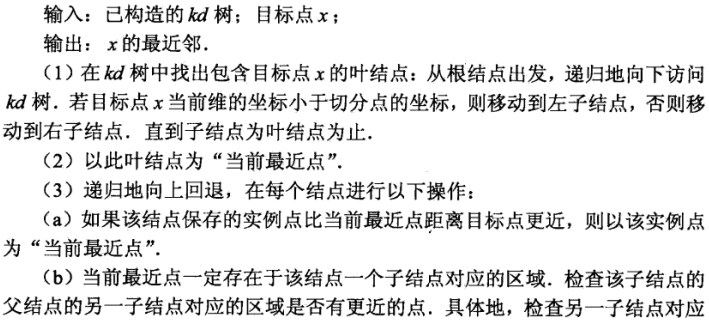 输入：已构造的kd树；目标点x；
输出：x的最近邻．
（1）在kd树中找出包含目标点x的叶结点：从根结点出发，递归地向下访问
kd树．若目标点x当前维的坐标小于切分点的坐标，则移动到左子结点，否则移
动到右子结点．直到子结点为叶结点为止．
（2）以此叶结点为“当前最近点”．
（3）递归地向上回退，在每个结点进行以下操作：
（a）如果该结点保存的实例点比当前最近点距离目标点更近，则以该实例点
为“当前最近点”．
（b）当前最近点一定存在于该结点一个子结点对应的区域．检查该子结点的
父结点的另一子结点对应的区域是否有更近的点．具体地，检查另一子结点对应